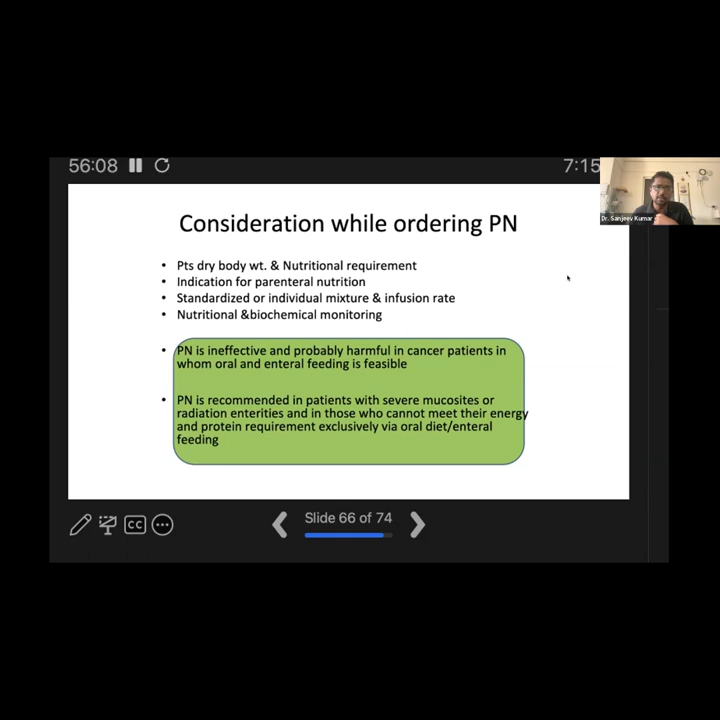 56:08
7:15
Dr. Sanjeev Kumar
Consideration while ordering PN
• Pts dry body wt. & Nutritional requirement
• Indication for parenteral nutrition
• Standardized or individual mixture & infusion rate
• Nutritional &biochemical monitoring
• PN is ineffective and probably harmful in cancer patients in
whom oral and enteral feeding is feasible
• PN is recommended in patients with severe mucosites or
radiation enterities and in those who cannot meet their energy
and protein requirement exclusively via oral diet/enteral
feeding
CC
Slide 66 of 74